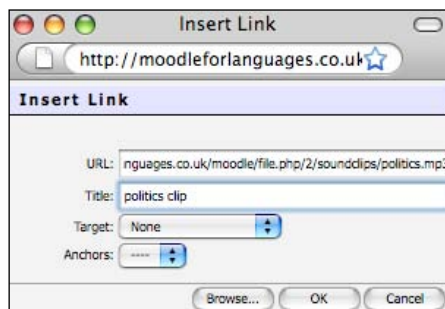 Insert Link
http://moodleforlanguages.co.uk
Insert Link
URL: nguages.co.uk/moodle/file.php/2/soundclips/politics.mp3
Title: politics clip
Target: None
Anchors: ----
Browse... OK Cancel